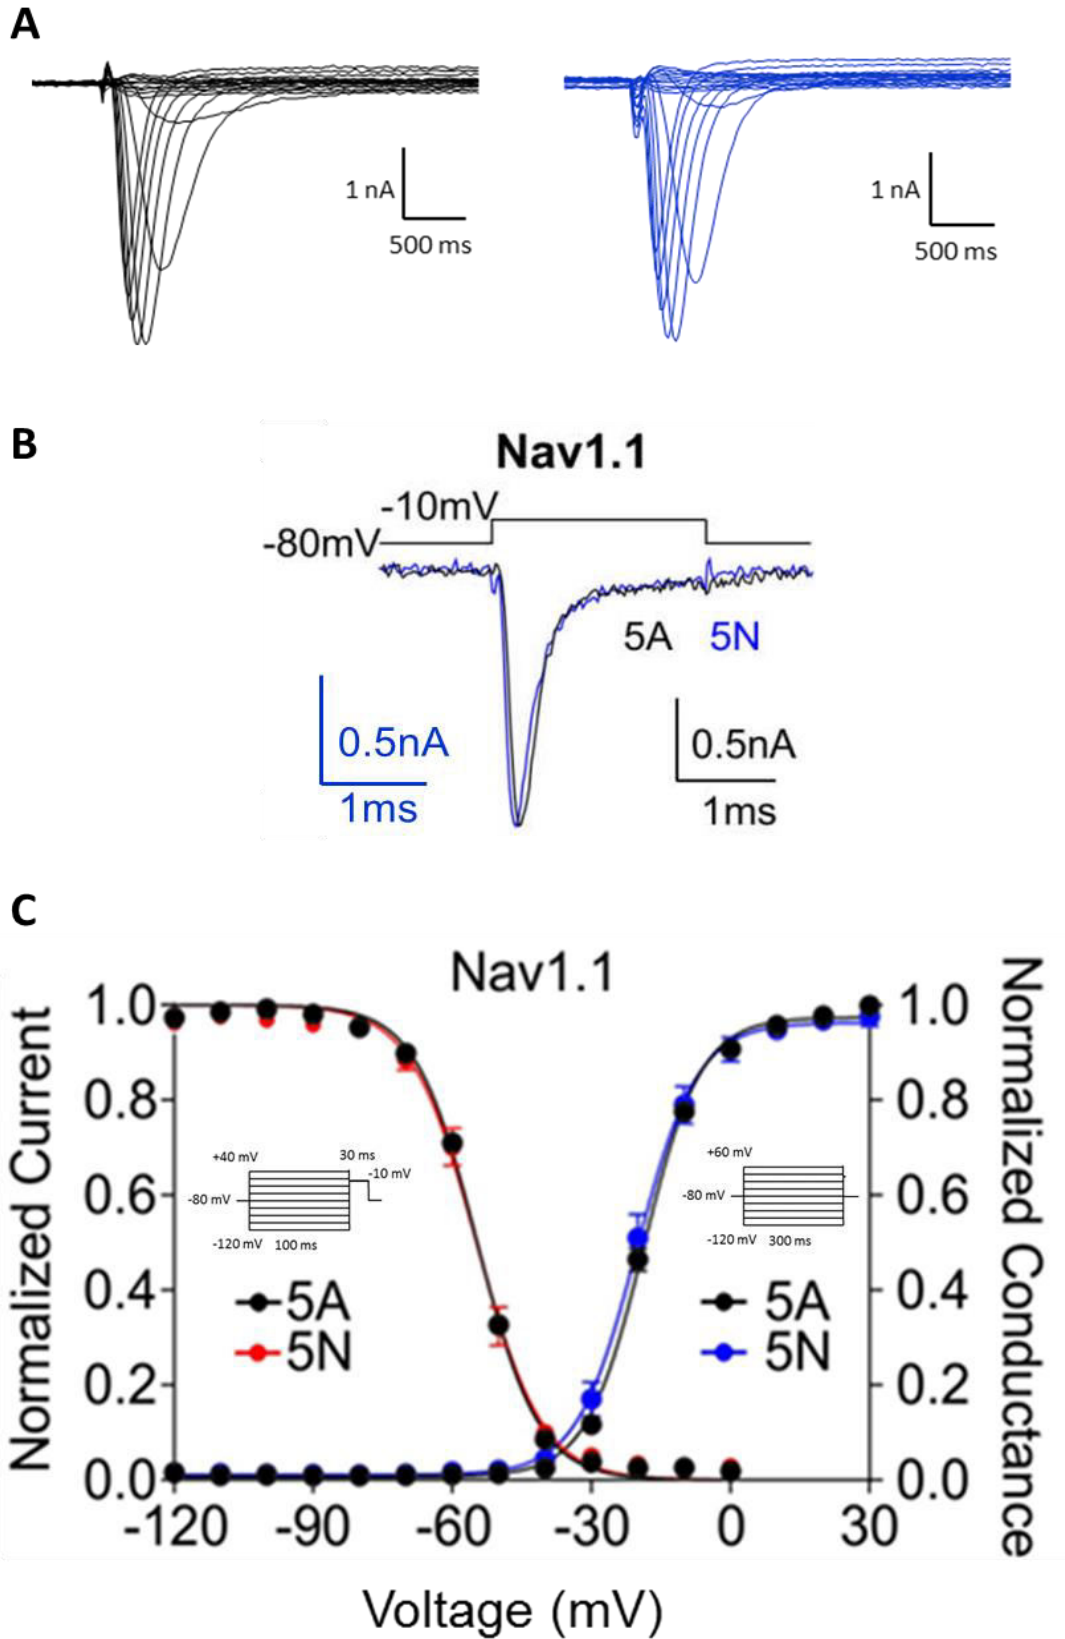 A
1 nA
500 ms
1 nA
500 ms
B
Nav1.1
-10mV
-80mV
5A 5N
0.5nA
1ms
0.5nA
1ms
C
Nav1.1
Normalized Current
1.0
0.8
0.6
0.4
0.2
0.0
+40 mV
30 ms
-10 mV
-80 mV
-120 mV
100 ms
5A
5N
+60 mV
-80 mV
-120 mV
300 ms
5A
5N
1.0
0.8
0.6
0.4
0.2
0.0
Normalized Conductance
-120 -90 -60 -30 0 30
Voltage (mV)